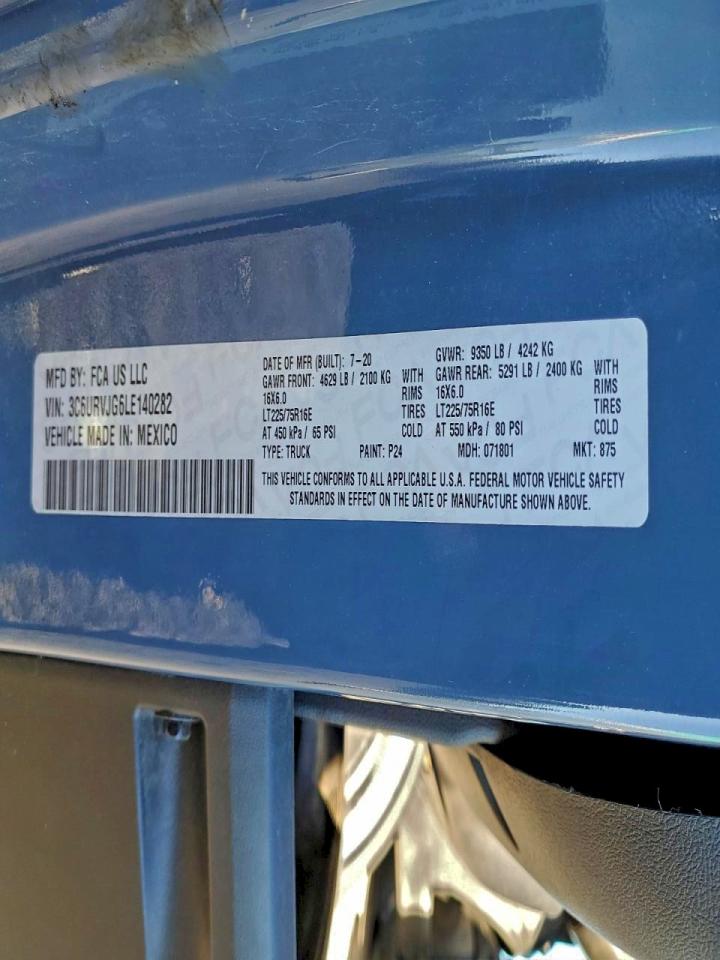 MFD BY: FCA US LLC
VIN: 3C6URVJG6LE140282
VEHICLE MADE IN: MEXICO
DATE OF MFR (BUILT): 7-20
GAWR FRONT: 4629 LB / 2100 KG WITH
16X6.0 RIMS
LT225/75R16E TIRES
AT 450 kPa / 65 PSI COLD
TYPE: TRUCK PAINT: P24
GVWR: 9350 LB / 4242 KG
GAWR REAR: 5291 LB / 2400 KG WITH
16X6.0 RIMS
LT225/75R16E TIRES
AT 550 kPa / 80 PSI COLD
MDH: 071801 MKT: 875
THIS VEHICLE CONFORMS TO ALL APPLICABLE U.S.A. FEDERAL MOTOR VEHICLE SAFETY
STANDARDS IN EFFECT ON THE DATE OF MANUFACTURE SHOWN ABOVE.